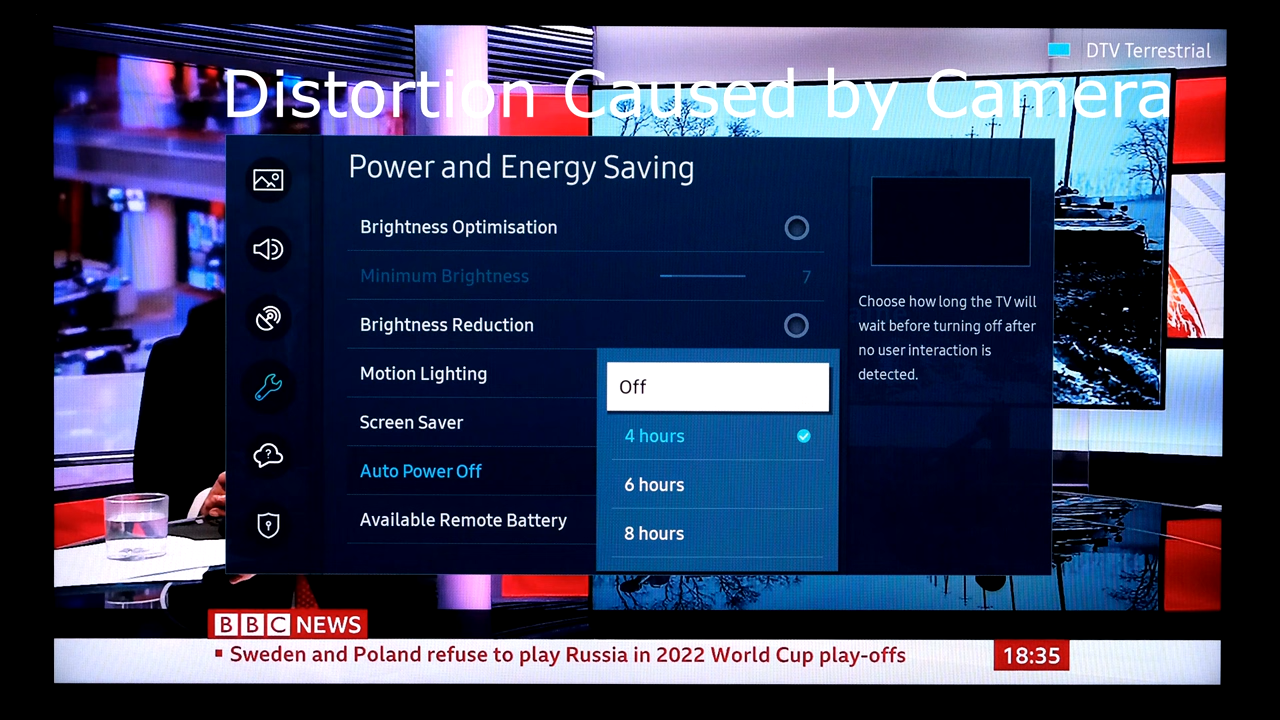 DTV Terrestrial
Distortion Caused by Camera
Power and Energy Saving
Brightness Optimisation
Minimum Brightness 7
Brightness Reduction
Motion Lighting
Screen Saver
Auto Power Off
Available Remote Battery
Off
4 hours
6 hours
8 hours
Choose how long the TV will
wait before turning off after
no user interaction is
detected.
BBC NEWS
Sweden and Poland refuse to play Russia in 2022 World Cup play-offs
18:35